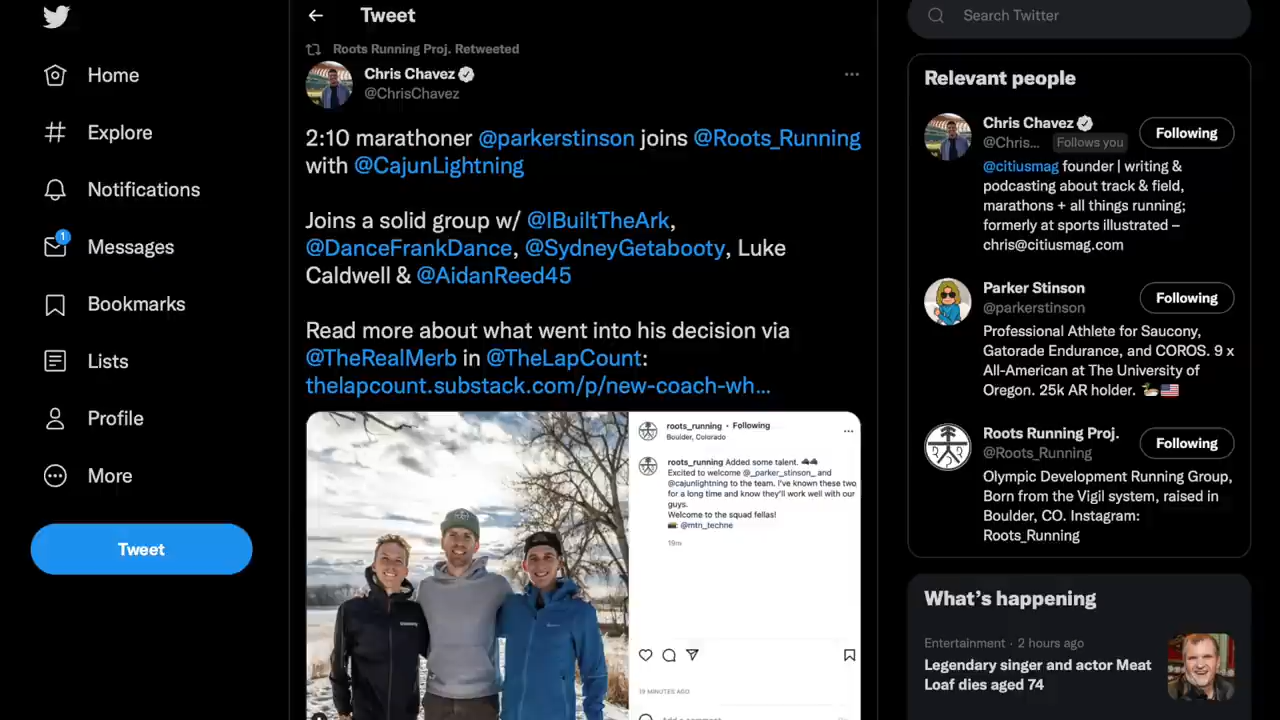 Home
Explore
Notifications
1
Messages
Bookmarks
Lists
Profile
More
Tweet
Tweet
Roots Running Proj. Retweeted
Chris Chavez
@ChrisChavez
2:10 marathoner @parkerstinson joins @Roots_Running
with @CajunLightning
Joins a solid group w/ @IBuiltTheArk,
@DanceFrankDance, @SydneyGetabooty, Luke
Caldwell & @AidanReed45
Read more about what went into his decision via
@TheRealMerb in @TheLapCount:
thelapcount.substack.com/p/new-coach-wh...
roots_running • Following
Boulder, Colorado
roots_running Added some talent.
Excited to welcome @_parker_stinson_ and
@cajunlightning to the team. I've known these two
for a long time and know they'll work well with our
guys.
Welcome to the squad fellas!
: @mtn_techne
19m
19 MINUTES AGO
Add a comment...
Search Twitter
Relevant people
Chris Chavez
@Chris... Follows you
Following
@citiusmag founder | writing &
podcasting about track & field,
marathons + all things running;
formerly at sports illustrated –
chris@citiusmag.com
Parker Stinson
@parkerstinson
Following
Professional Athlete for Saucony,
Gatorade Endurance, and COROS. 9 x
All-American at The University of
Oregon. 25k AR holder.
Roots Running Proj.
@Roots_Running
Following
Olympic Development Running Group,
Born from the Vigil system, raised in
Boulder, CO. Instagram:
Roots_Running
What's happening
Entertainment · 2 hours ago
Legendary singer and actor Meat
Loaf dies aged 74